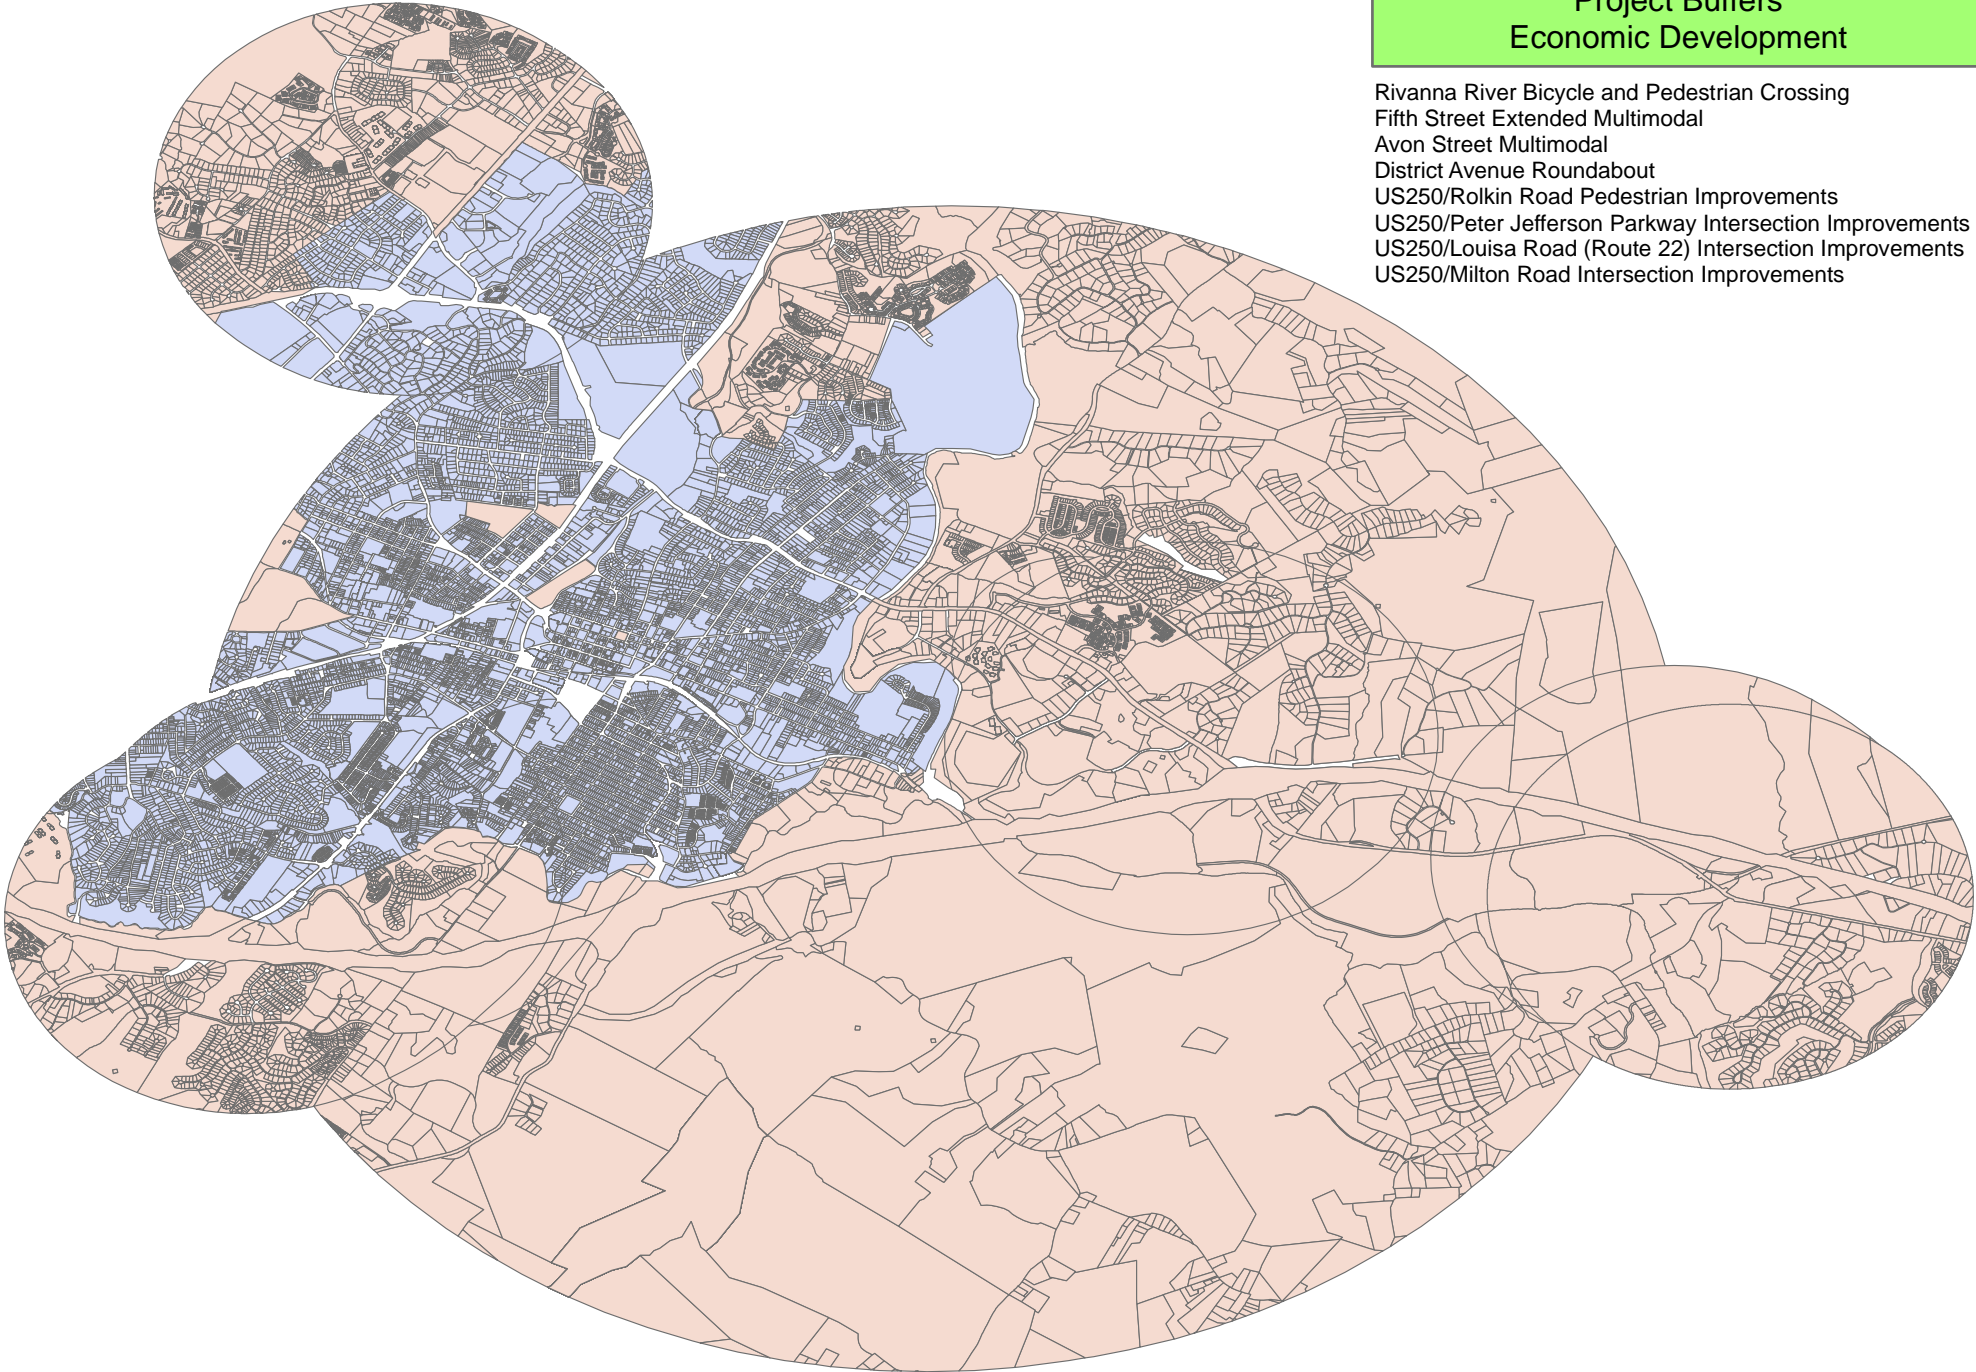 Project Buffers
Economic Development
Rivanna River Bicycle and Pedestrian Crossing
Fifth Street Extended Multimodal
Avon Street Multimodal
District Avenue Roundabout
US250/Rolkin Road Pedestrian Improvements
US250/Peter Jefferson Parkway Intersection Improvements
US250/Louisa Road (Route 22) Intersection Improvements
US250/Milton Road Intersection Improvements